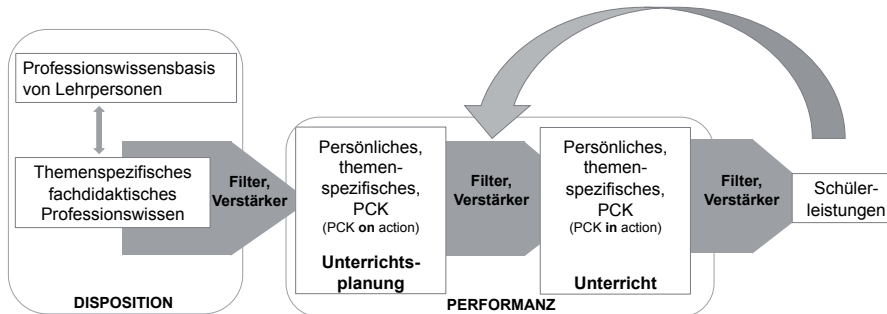 Professionswissensbasis
von Lehrpersonen
Themenspezifisches
fachdidaktisches
Professionswissen
DISPOSITION
Filter,
Verstärker
Persönliches,
themen-
spezifisches,
PCK
(PCK on action)
Unterrichts-
planung
Filter,
Verstärker
Persönliches,
themen-
spezifisches,
PCK
(PCK in action)
Unterricht
PERFORMANZ
Filter,
Verstärker
Schüler-
leistungen